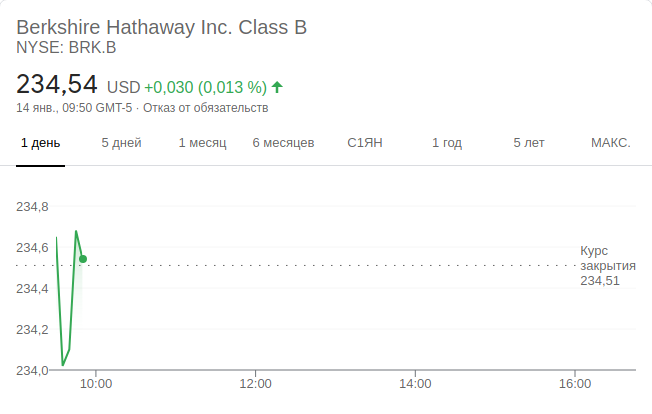 Berkshire Hathaway Inc. Class B
NYSE: BRK.B
234,54 USD +0,030 (0,013 %)
14 янв., 09:50 GMT-5 · Отказ от обязательств
1 день 5 дней 1 месяц 6 месяцев С1ЯН 1 год 5 лет МАКС.
234,8
234,6
234,4
234,2
234,0
Курс
закрытия
234,51
10:00 12:00 14:00 16:00